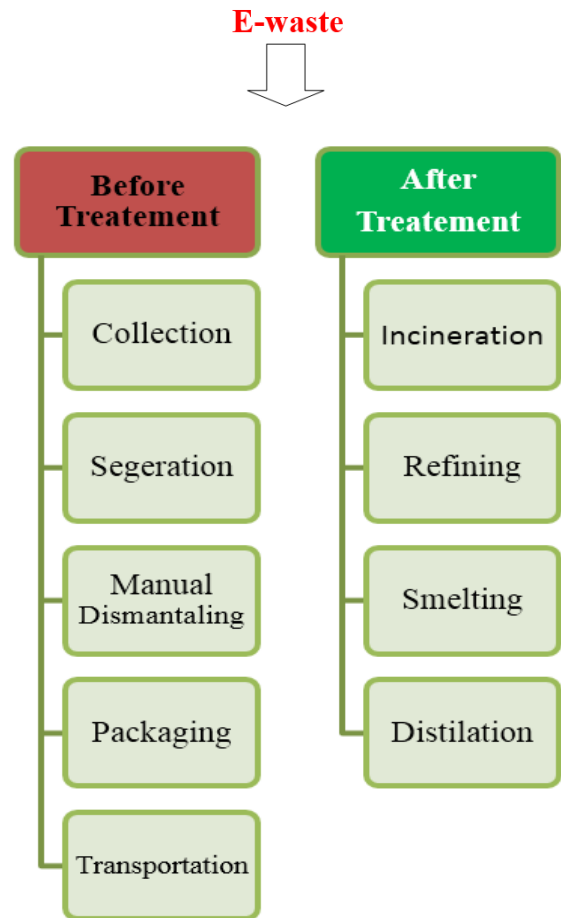 E-waste
Before
Treatement
Collection
Segeration
Manual
Dismantaling
Packaging
Transportation
After
Treatement
Incineration
Refining
Smelting
Distilation